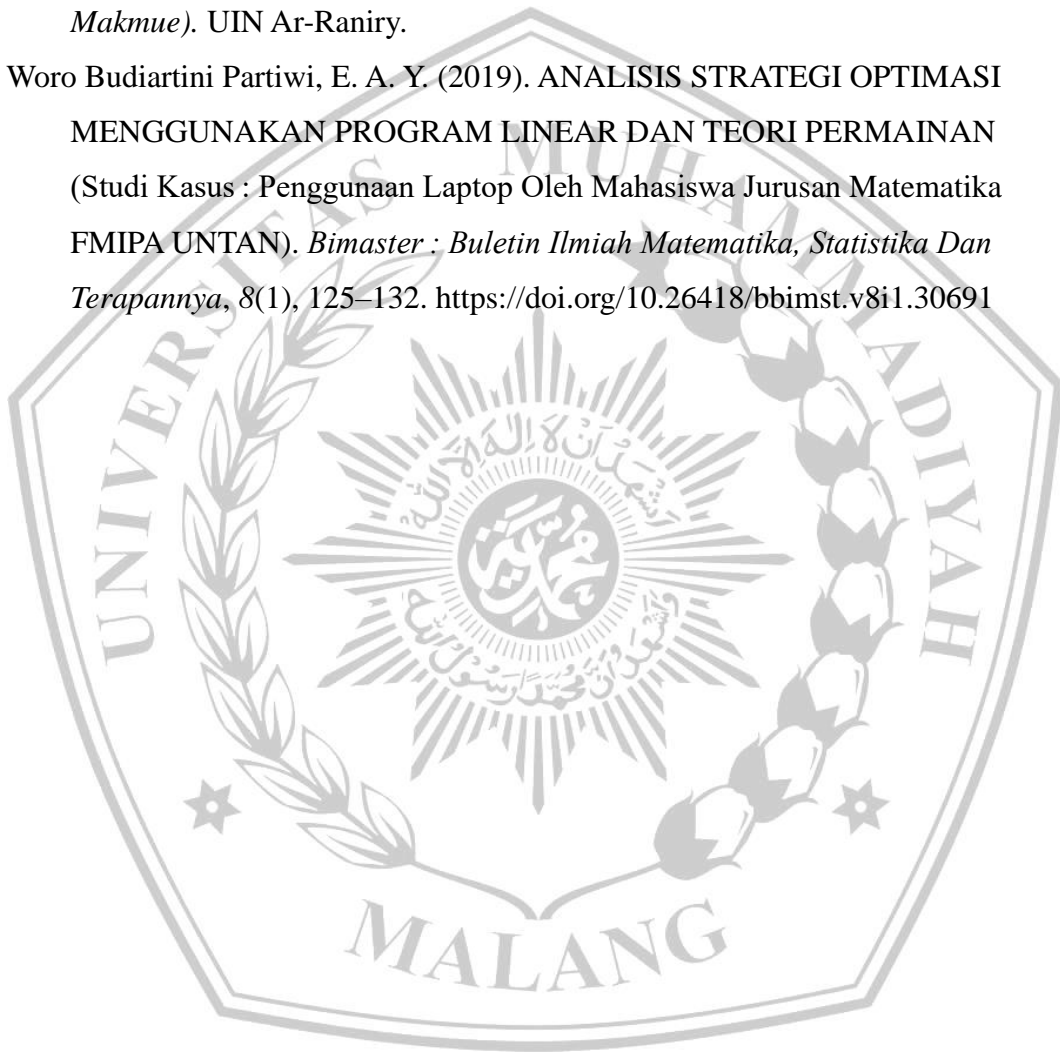 Makmue). UIN Ar-Raniry.
Woro Budiartini Partiwi, E. A. Y. (2019). ANALISIS STRATEGI OPTIMASI
MENGGUNAKAN PROGRAM LINEAR DAN TEORI PERMAINAN
(Studi Kasus : Penggunaan Laptop Oleh Mahasiswa Jurusan Matematika
FMIPA UNTAN). Bimaster : Buletin Ilmiah Matematika, Statistika Dan
Terapannya, 8(1), 125–132. https://doi.org/10.26418/bbimst.v8i1.30691
UNIVERSITAS MUHAMMADIYAH
MALANG